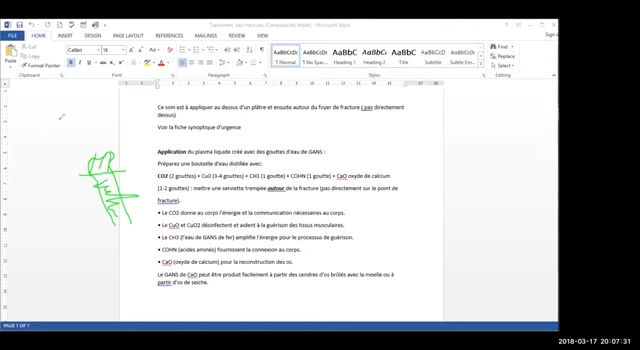 Traitement des Fractures [Compatibility Mode] - Microsoft Word
FILE HOME INSERT DESIGN PAGE LAYOUT REFERENCES MAILINGS REVIEW VIEW
Sign in
Paste
Cut
Copy
Format Painter
Clipboard
Calibri 18
Font
Paragraph
AaBbCcDc AaBbCcDc AaBbC AaBbCc AaBbC AaBbCcD AaBbCcDc
¶ Normal ¶ No Spac... Heading 1 Heading 2 Title Subtitle Subtle Em...
Styles
Find
Replace
Select
Editing
Ce soin est à appliquer au dessus d'un plâtre et ensuite autour du foyer de fracture ( pas directement
dessus)
Voir la fiche synoptique d'urgence
Application du plasma liquide créé avec des gouttes d'eau de GANS :
Préparez une bouteille d'eau distillée avec:
CO2 (2 gouttes) + CuO (3-4 gouttes) + CH3 (1 goutte) + COHN (1 goutte) + CaO oxyde de calcium
(1-2 gouttes) : mettre une serviette trempée autour de la fracture (pas directement sur le point de
fracture).
• Le CO2 donne au corps l'énergie et la communication nécessaires au corps.
• Le CuO et CuO2 désinfectent et aident à la guérison des tissus musculaires.
• Le CH3 (l'eau de GANS de fer) amplifie l'énergie pour le processus de guérison.
• COHN (acides aminés) fournissent la connexion au corps.
• CaO (oxyde de calcium) pour la reconstruction des os.
Le GANS de CaO peut être produit facilement à partir des cendres d'os brûlés avec la moelle ou à
partir d'os de seiche.
PAGE 1 OF 1
2018-03-17 20:07:31